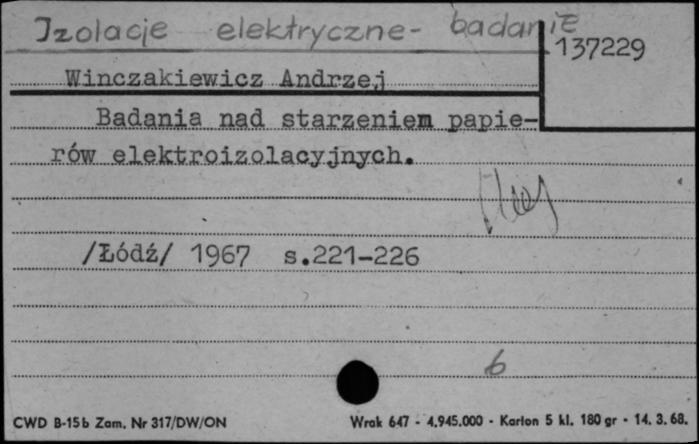 Izolacje elektryczne - badanie
137229
Winczakiewicz Andrzej
Badania nad starzeniem papie-
rów elektroizolacyjnych.
/Łódź/ 1967 s.221-226
6
CWD B-15b Zam. Nr 317/DW/ON
Wrak 647 - 4.945.000 - Karton 5 kl. 180 gr - 14. 3. 68.